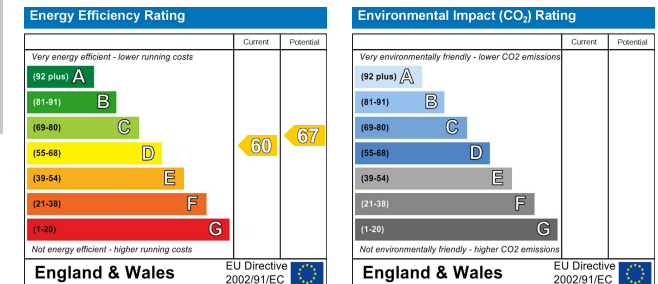 Energy Efficiency Rating
Current Potential
Very energy efficient - lower running costs
(92 plus) A
(81-91) B
(69-80) C
(55-68) D
(39-54) E
(21-38) F
(1-20) G
60
67
Not energy efficient - higher running costs
England & Wales
EU Directive
2002/91/EC
Environmental Impact (CO₂) Rating
Current Potential
Very environmentally friendly - lower CO2 emissions
(92 plus) A
(81-91) B
(69-80) C
(55-68) D
(39-54) E
(21-38) F
(1-20) G
Not environmentally friendly - higher CO2 emissions
England & Wales
EU Directive
2002/91/EC